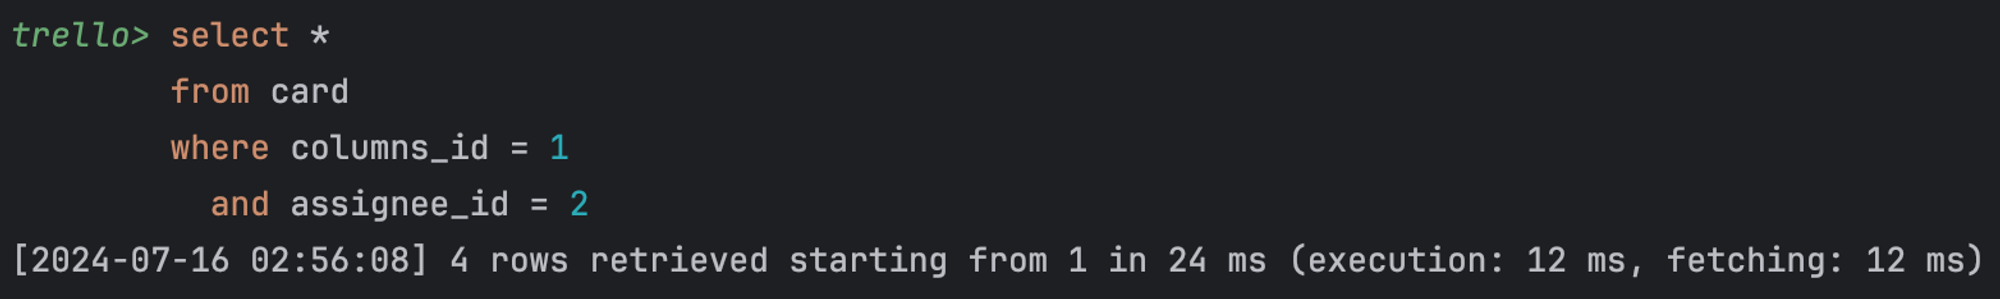 trello> select *
from card
where columns_id = 1
and assignee_id = 2
[2024-07-16 02:56:08] 4 rows retrieved starting from 1 in 24 ms (execution: 12 ms, fetching: 12 ms)